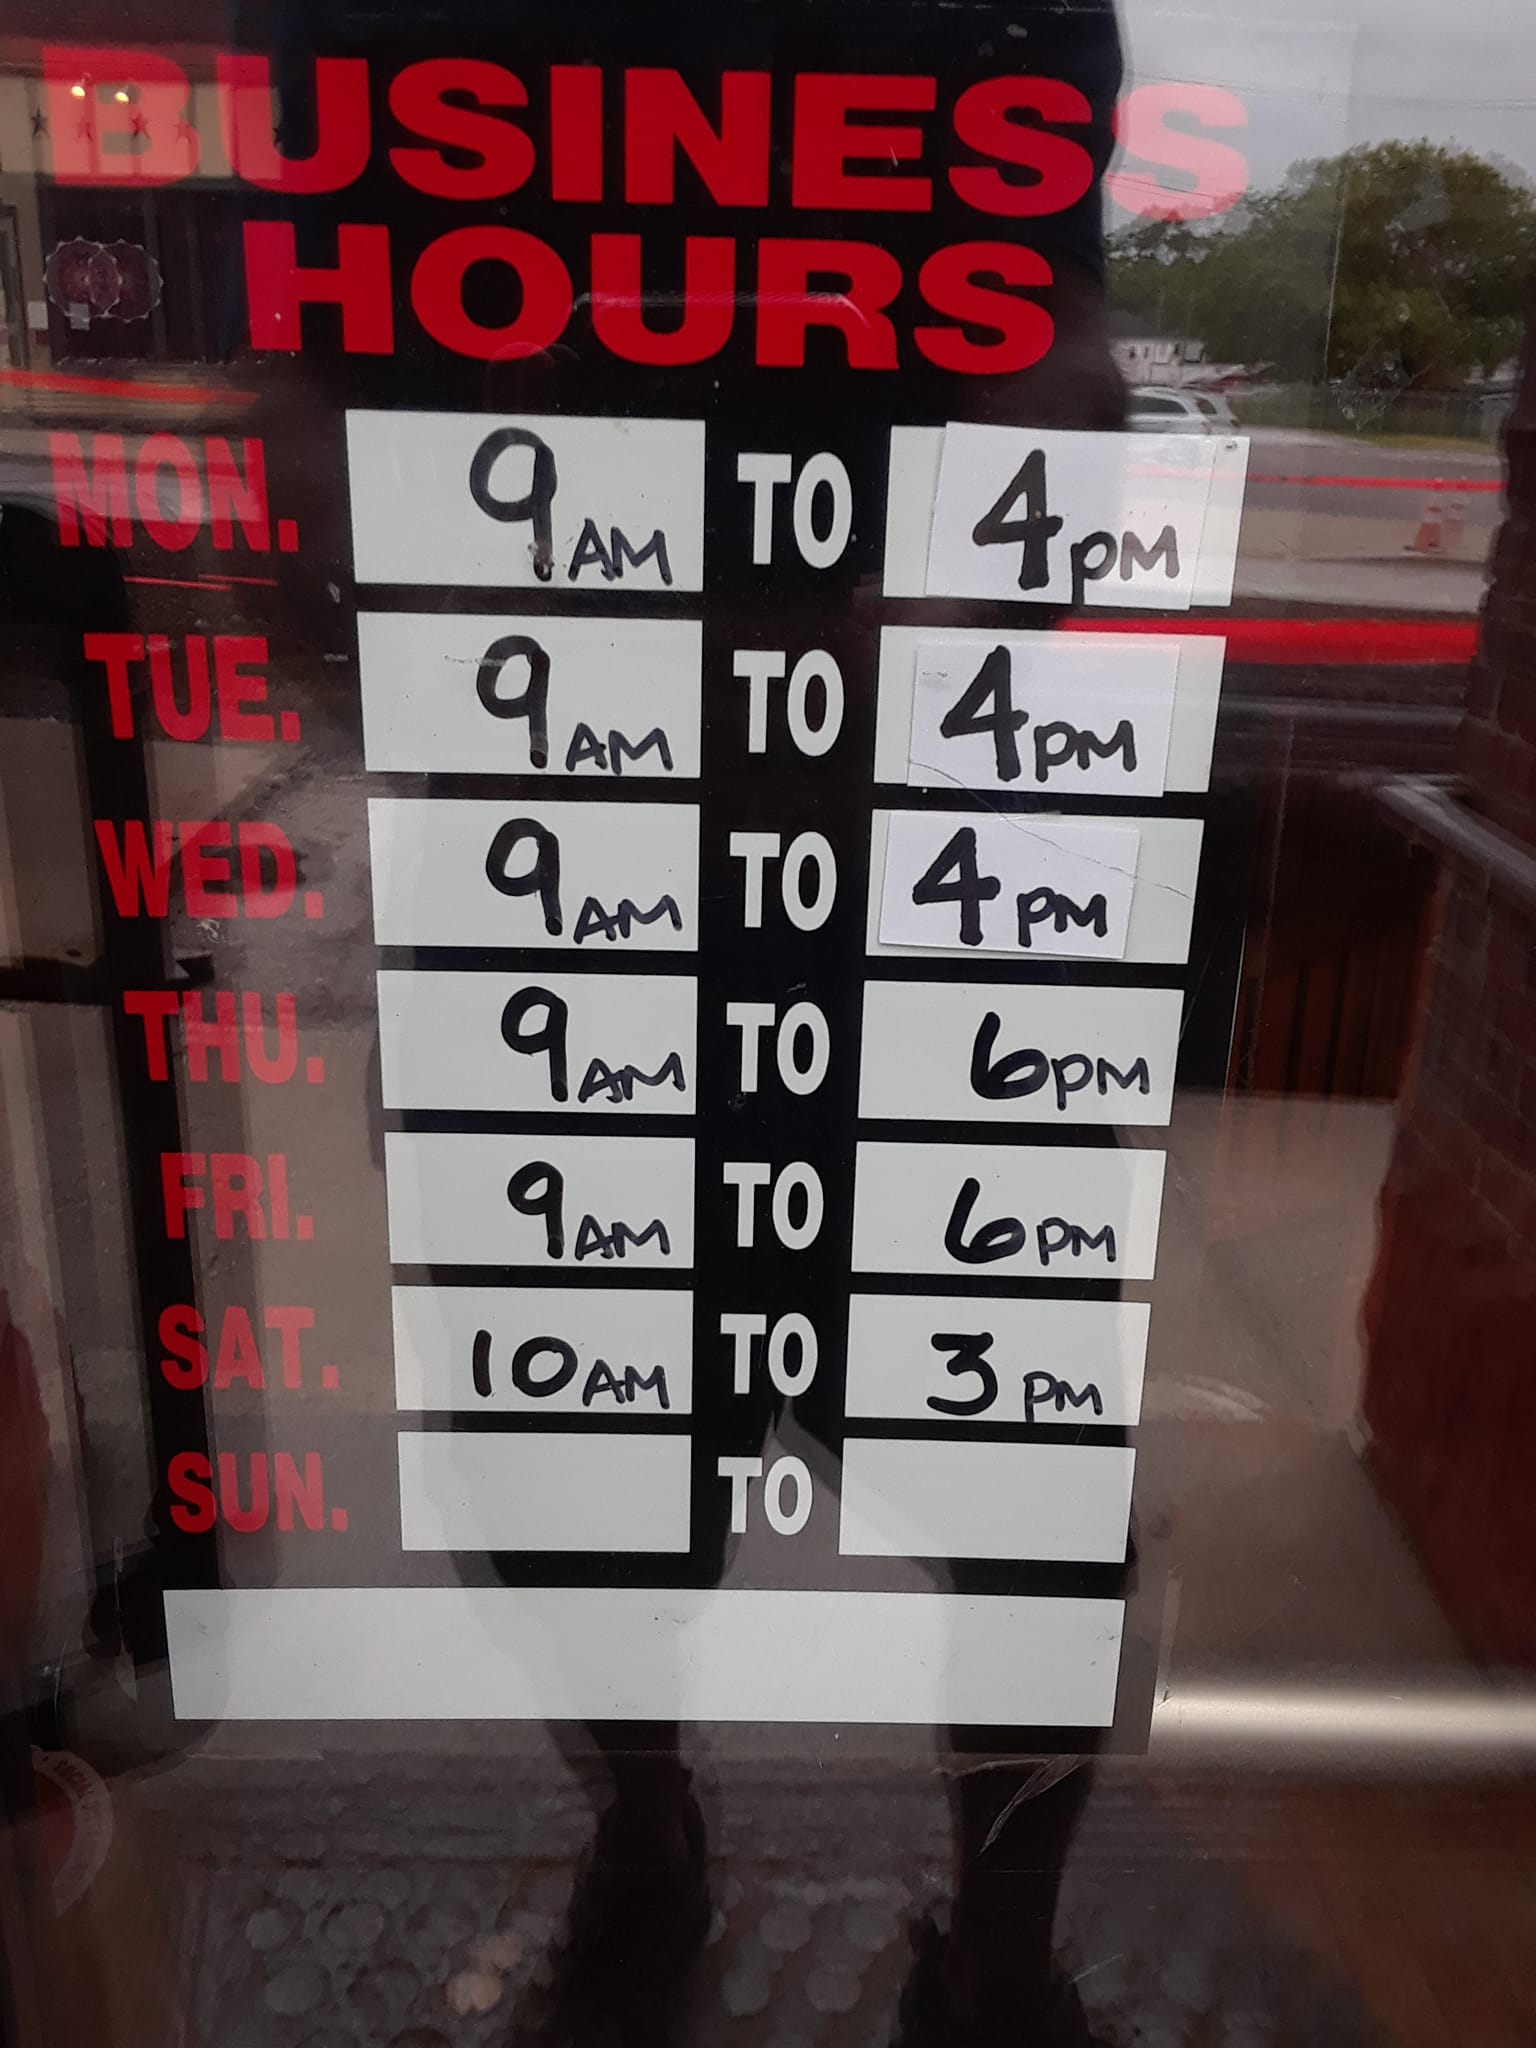 BUSINESS
HOURS
MON. 9AM TO 4PM
TUE. 9AM TO 4PM
WED. 9AM TO 4PM
THU. 9AM TO 6PM
FRI. 9AM TO 6PM
SAT. 10AM TO 3PM
SUN. TO